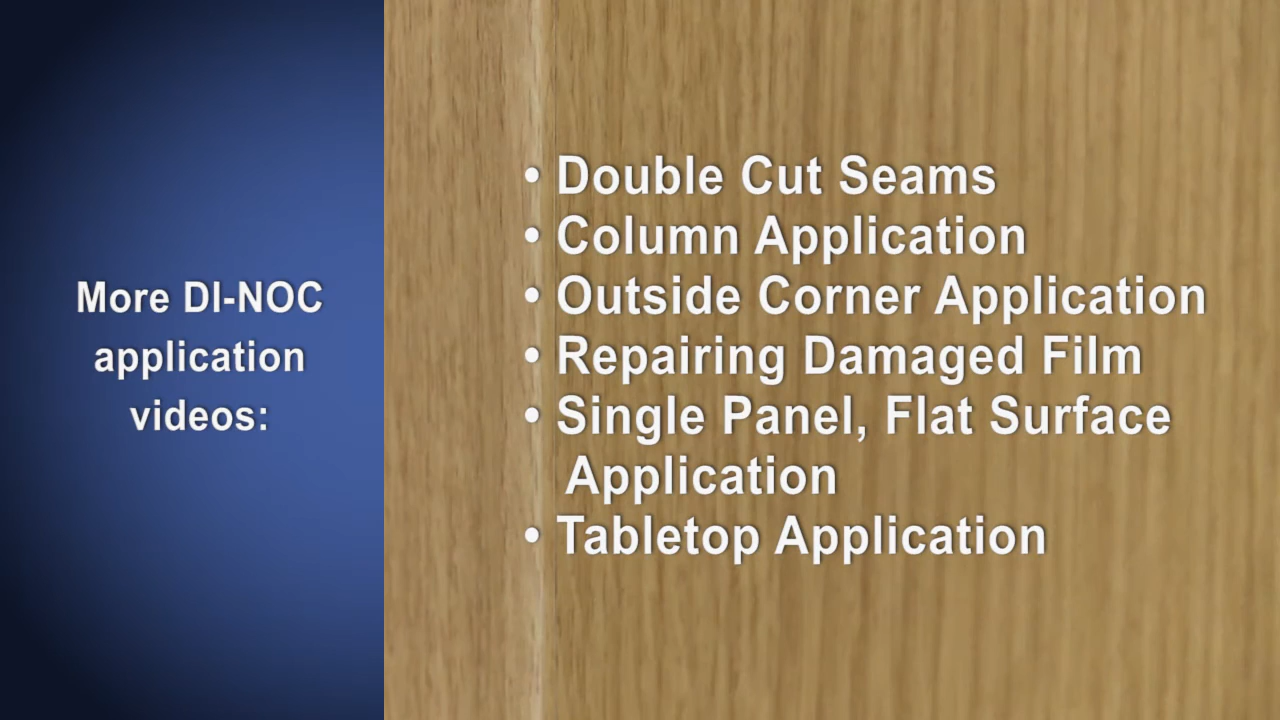 More DI-NOC
application
videos:
• Double Cut Seams
• Column Application
• Outside Corner Application
• Repairing Damaged Film
• Single Panel, Flat Surface
Application
• Tabletop Application